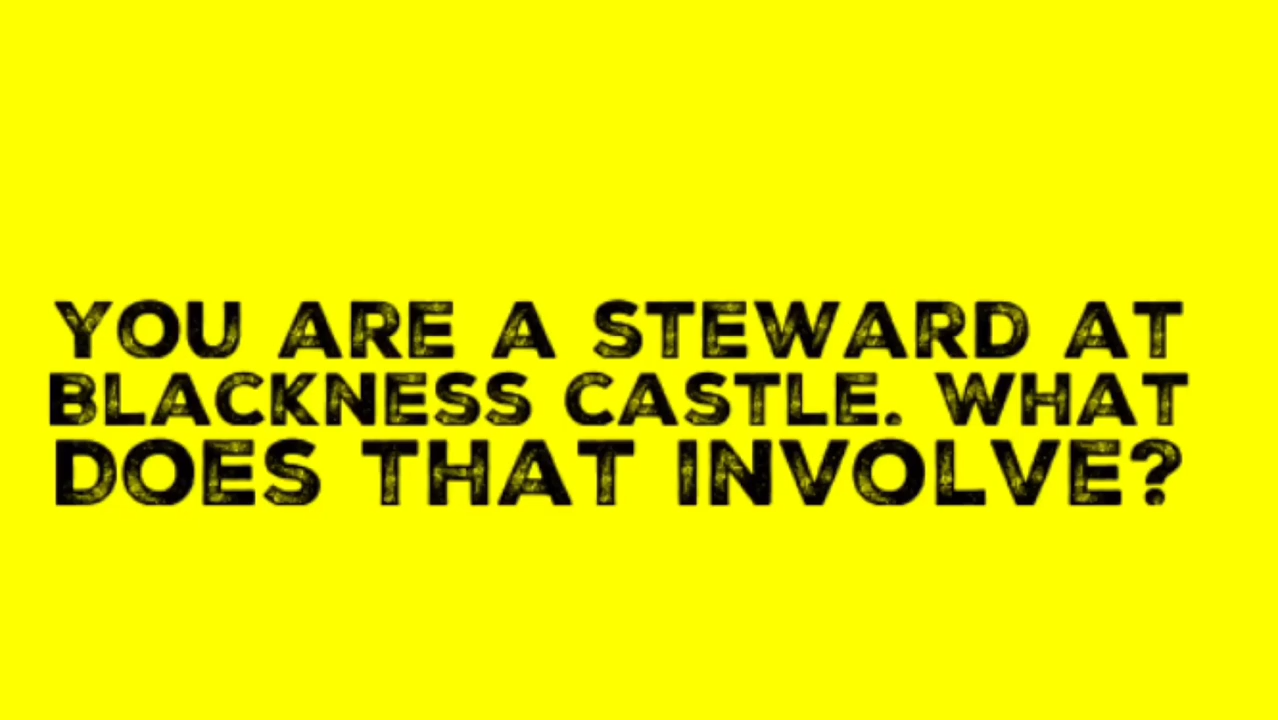 YOU ARE A STEWARD AT
BLACKNESS CASTLE. WHAT
DOES THAT INVOLVE?